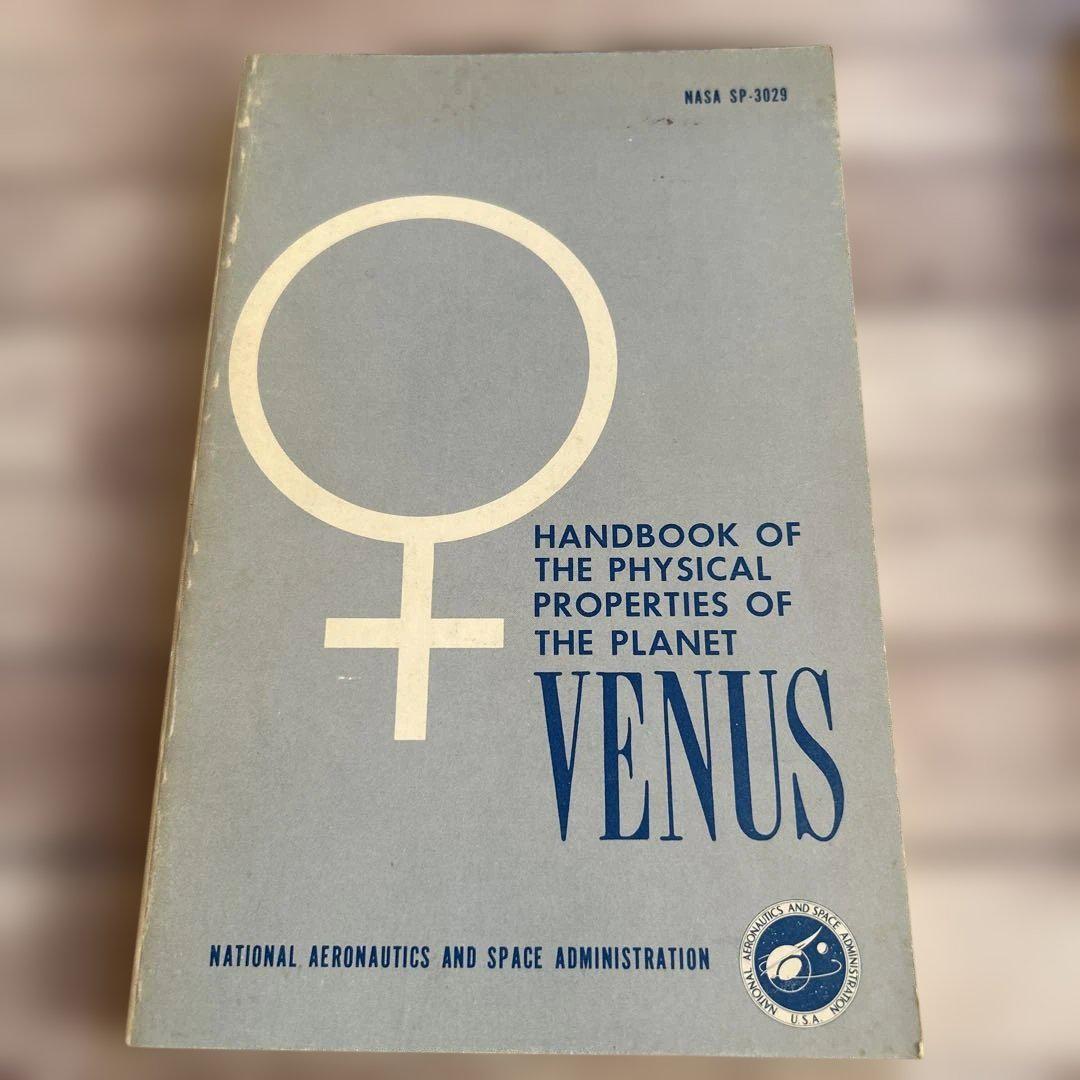 NASA SP-3029
HANDBOOK OF
THE PHYSICAL
PROPERTIES OF
THE PLANET
VENUS
NATIONAL AERONAUTICS AND SPACE ADMINISTRATION
NATIONAL AERONAUTICS AND SPACE ADMINISTRATION
U.S.A.